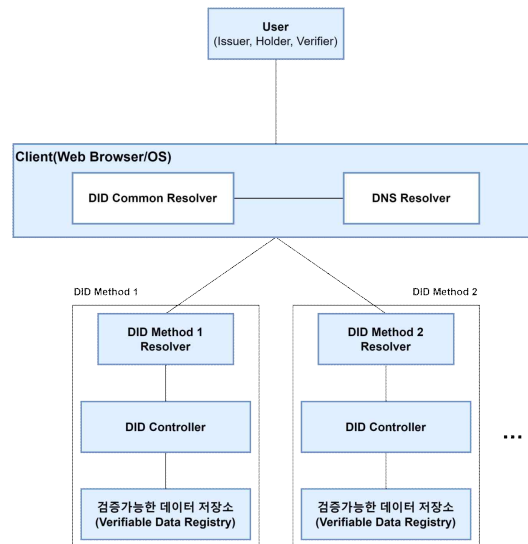 User
(Issuer, Holder, Verifier)
Client(Web Browser/OS)
DID Common Resolver
DNS Resolver
DID Method 1
DID Method 2
DID Method 1
Resolver
DID Method 2
Resolver
DID Controller
DID Controller
...
검증가능한 데이터 저장소
(Verifiable Data Registry)
검증가능한 데이터 저장소
(Verifiable Data Registry)